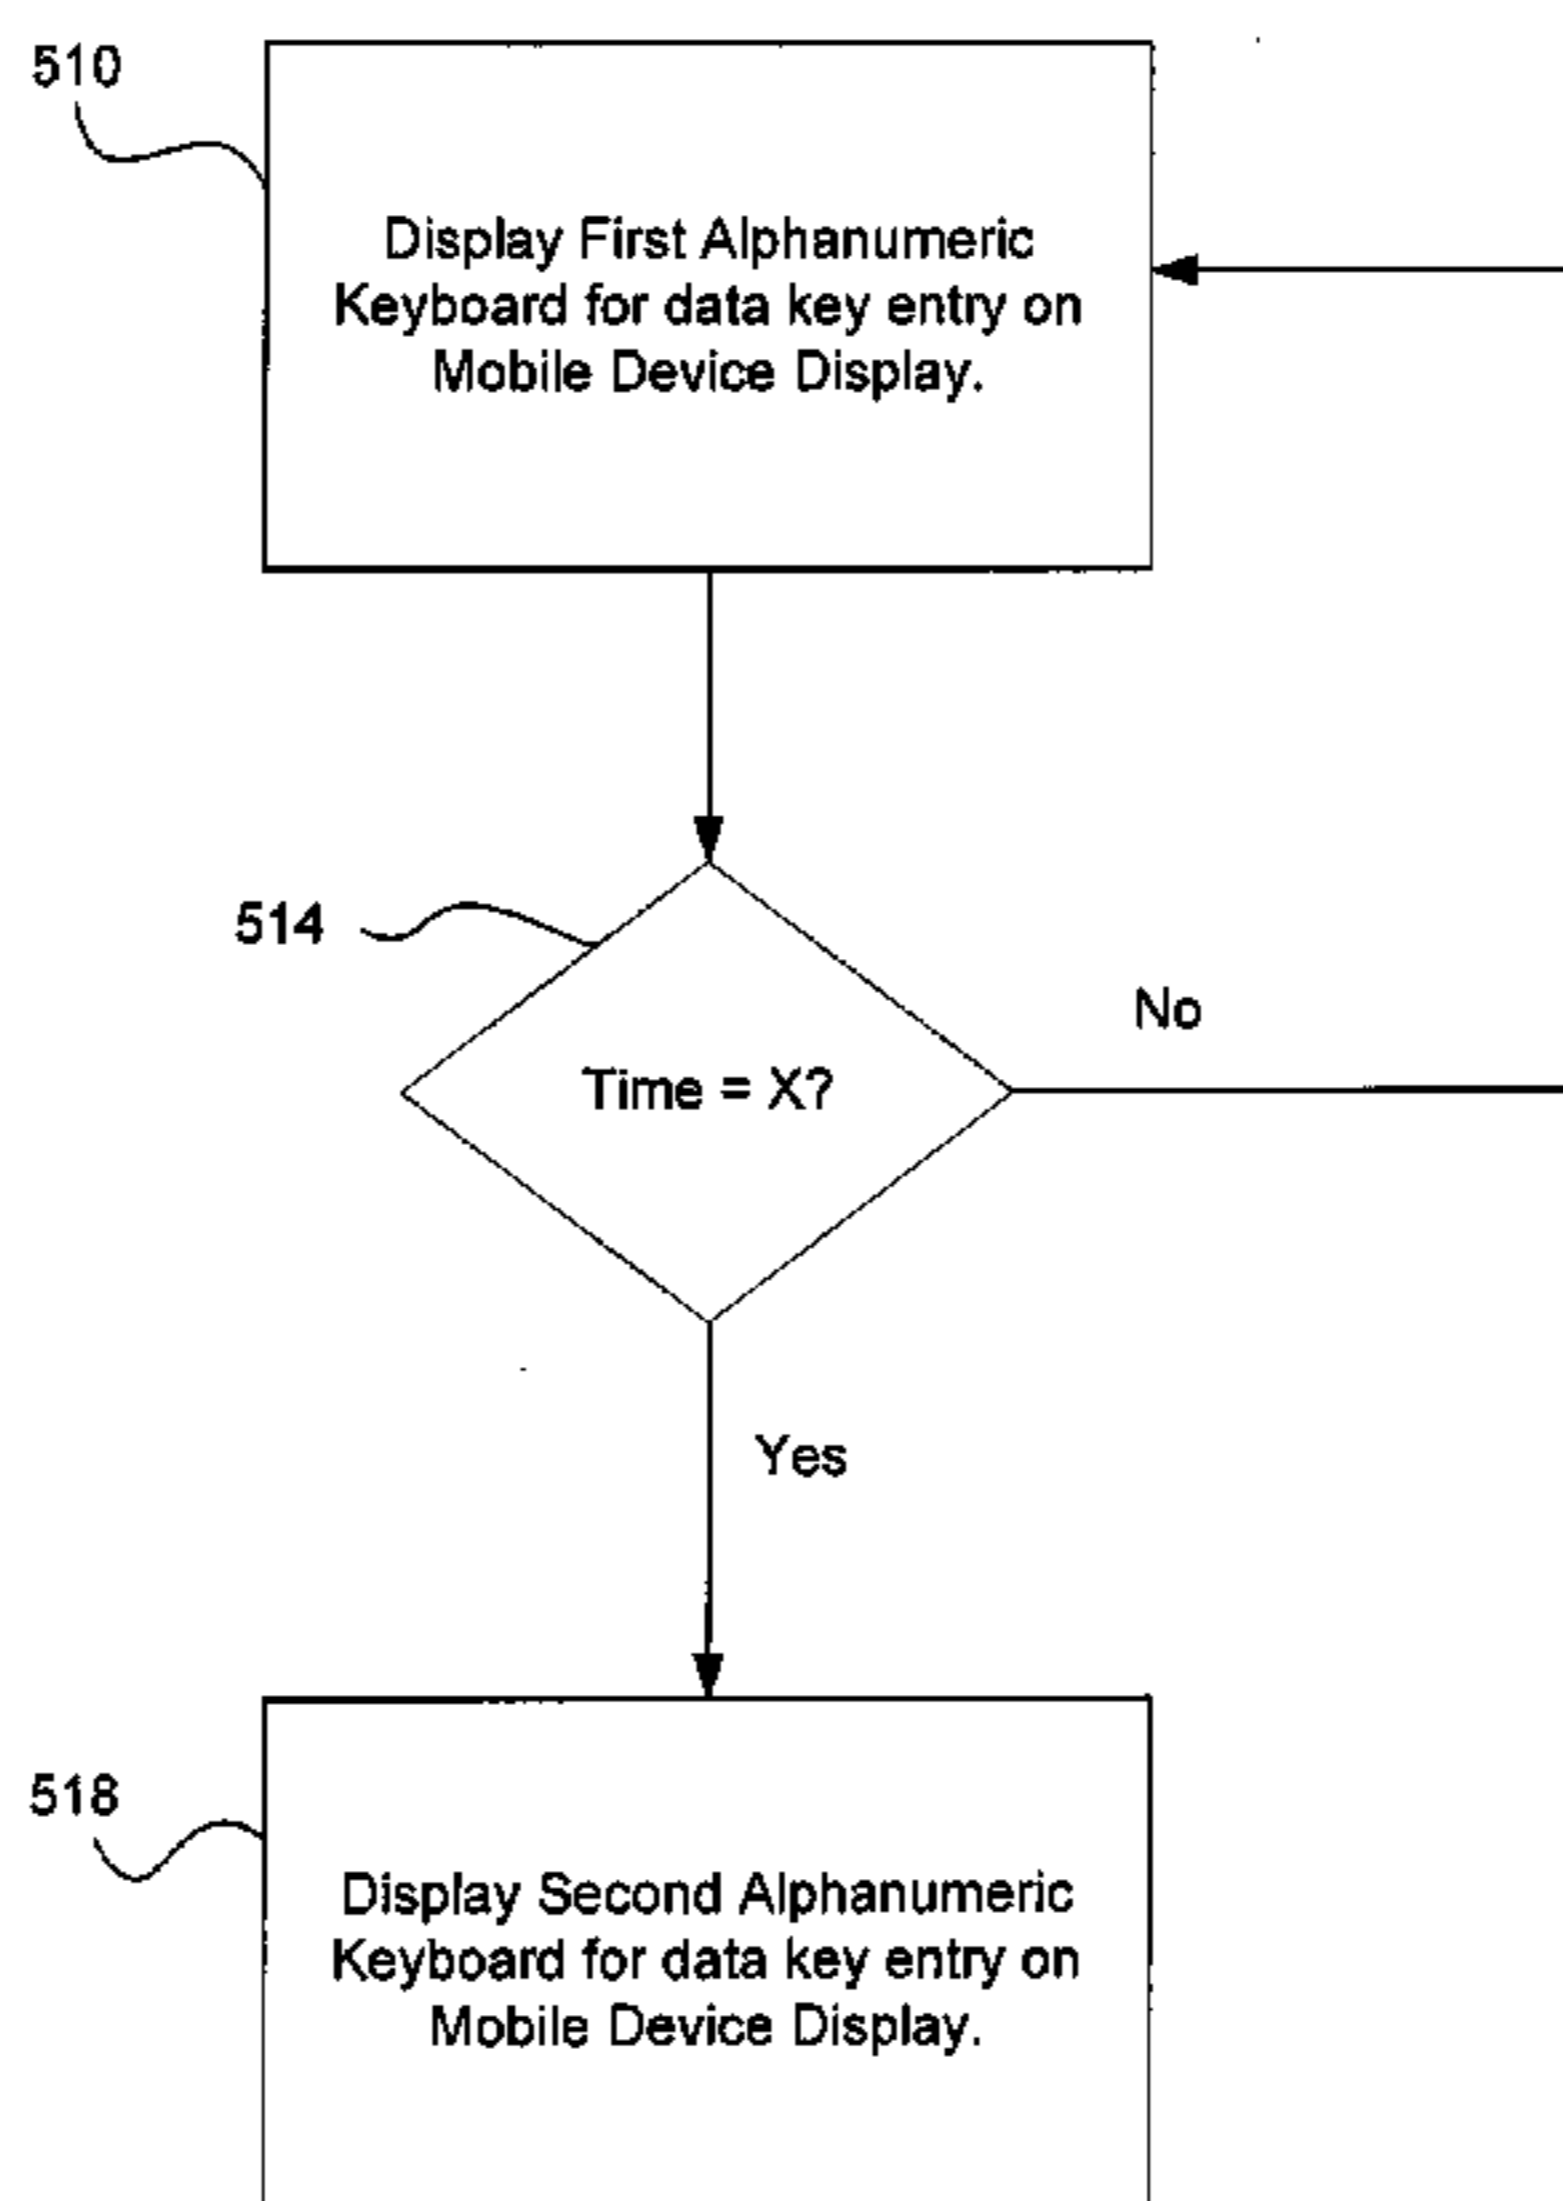 510
Display First Alphanumeric
Keyboard for data key entry on
Mobile Device Display.
514
Time = X?
No
Yes
518
Display Second Alphanumeric
Keyboard for data key entry on
Mobile Device Display.